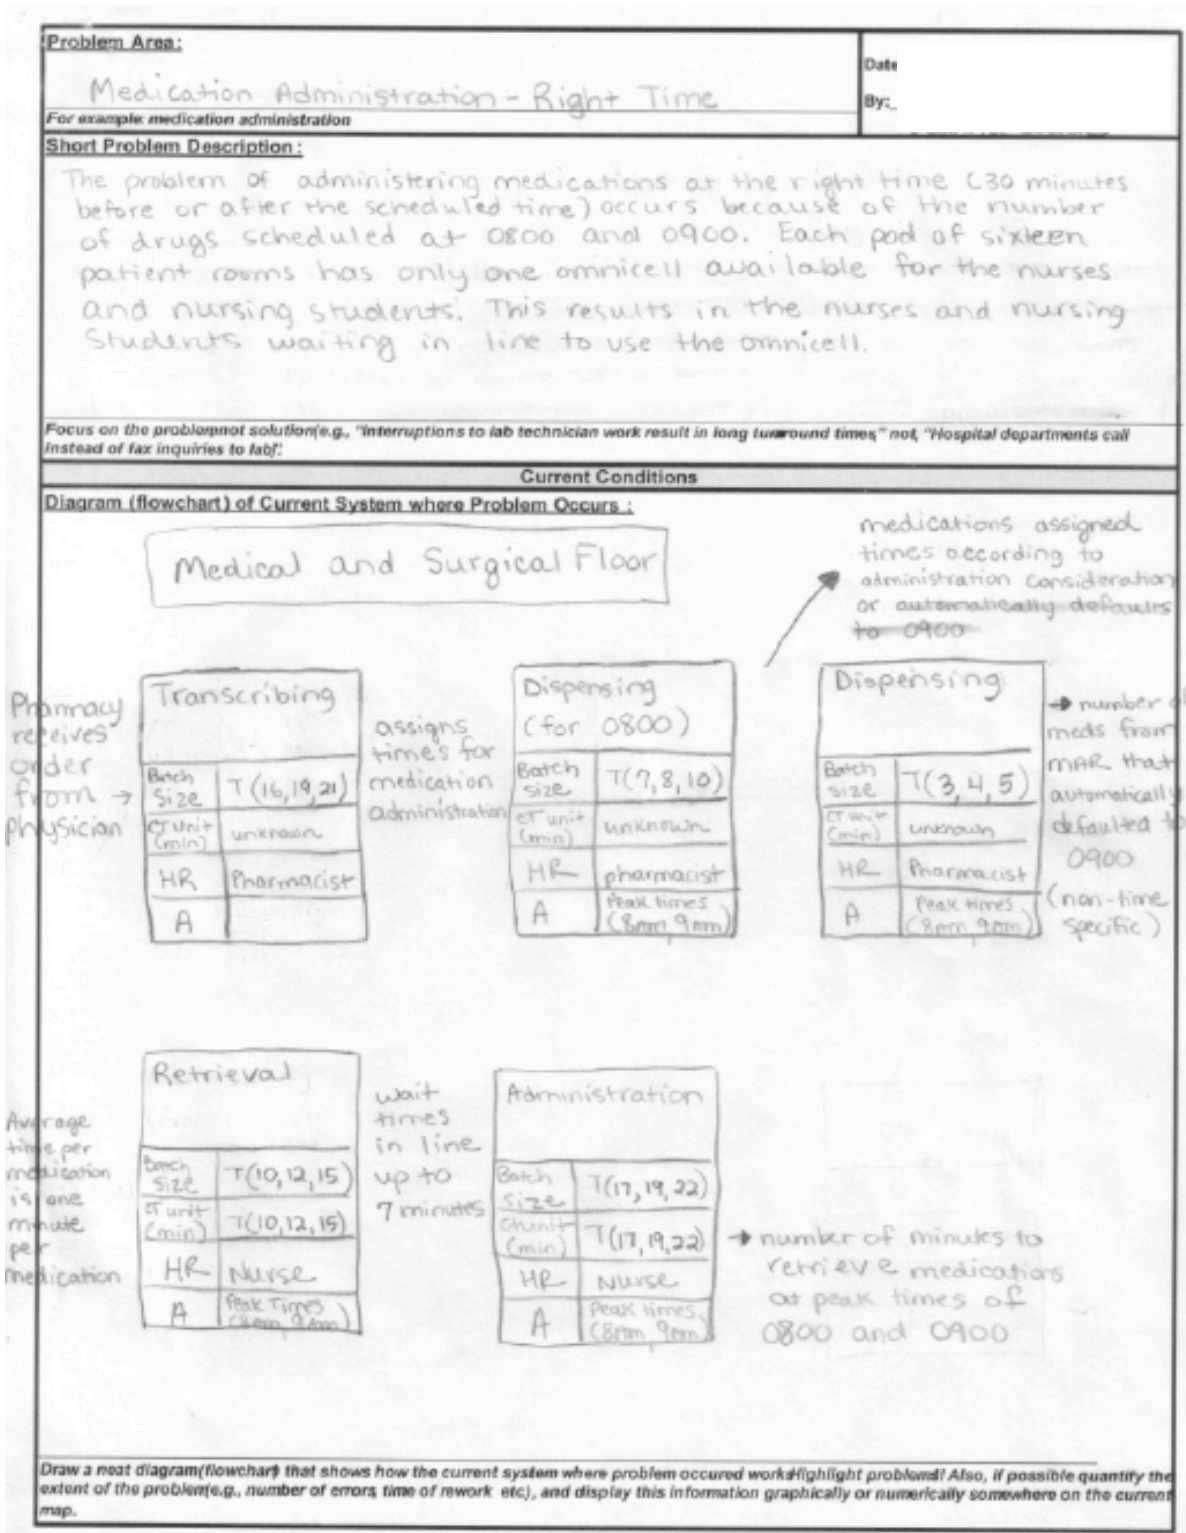 Problem Area:
Medication Administration - Right Time
For example: medication administration
Date
By:
Short Problem Description :
The problem of administering medications at the right time (30 minutes
before or after the scheduled time) occurs because of the number
of drugs scheduled at 0800 and 0900. Each pod of sixteen
patient rooms has only one omnicell available for the nurses
and nursing students. This results in the nurses and nursing
Students waiting in line to use the omnicell.
Focus on the problemnot solution(e.g., "Interruptions to lab technician work result in long turnround times," not, "Hospital departments call
instead of fax inquiries to lab".
Current Conditions
Diagram (flowchart) of Current System where Problem Occurs :
Medical and Surgical Floor
medications assigned
times according to
administration consideration
or automatically defaults
to 0900
Pharmacy
receives
order
from →
physician
Transcribing
Batch Size T(16,19,21)
CT unit (min) unknown
HR Pharmacist
A
assigns
times for
medication
administration
Dispensing
(for 0800)
Batch size T(7,8,10)
CT unit (min) unknown
HR pharmacist
A Peak times (8am, 9am)
Dispensing
Batch size T(3,4,5)
CT unit (min) unknown
HR Pharmacist
A Peak times (8am, 9am)
→ number of
meds from
MAR that
automatically
defaulted to
0900
(non-time
specific)
Average
time per
medication
is one
minute
per
medication
Retrieval
Batch size T(10,12,15)
CT unit (min) T(10,12,15)
HR Nurse
A Peak Times (8am, 9am)
wait
times
in line
up to
7 minutes
Administration
Batch size T(17,19,22)
CT unit (min) T(17,19,22)
HR Nurse
A Peak times (8am, 9am)
→ number of minutes to
retrieve medications
at peak times of
0800 and 0900
Draw a neat diagram(flowchart) that shows how the current system where problem occured works. Highlight problems! Also, if possible quantify the
extent of the problem(e.g., number of errors, time of rework etc), and display this information graphically or numerically somewhere on the current
map.